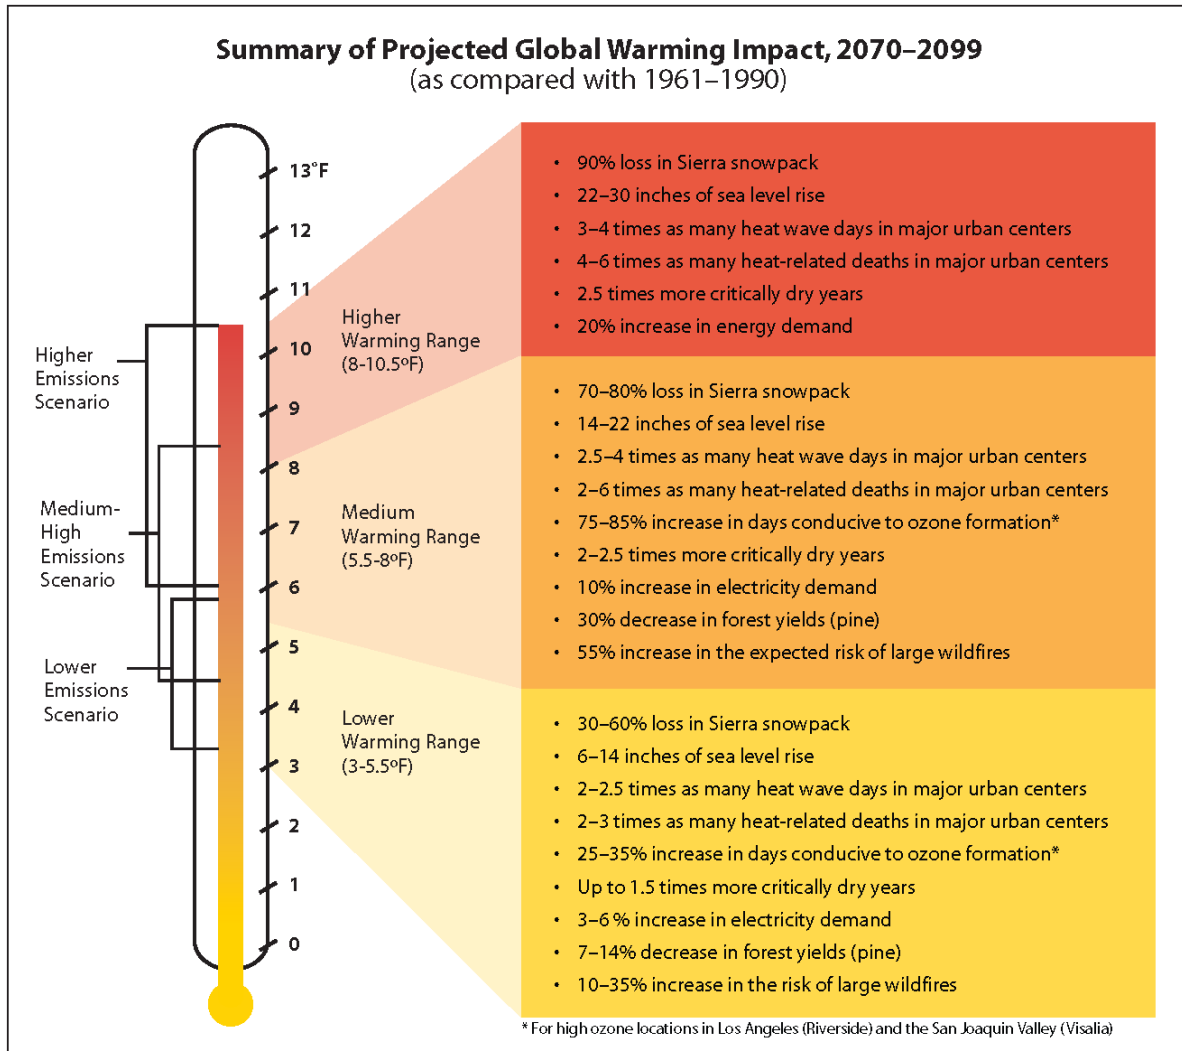 Summary of Projected Global Warming Impact, 2070–2099
(as compared with 1961–1990)
13˚F
12
11
10
9
8
7
6
5
4
3
2
1
0
Higher
Emissions
Scenario
Medium-
High
Emissions
Scenario
Lower
Emissions
Scenario
Higher
Warming Range
(8-10.5ºF)
Medium
Warming Range
(5.5-8ºF)
Lower
Warming Range
(3-5.5ºF)
• 90% loss in Sierra snowpack
• 22–30 inches of sea level rise
• 3–4 times as many heat wave days in major urban centers
• 4–6 times as many heat-related deaths in major urban centers
• 2.5 times more critically dry years
• 20% increase in energy demand
• 70–80% loss in Sierra snowpack
• 14–22 inches of sea level rise
• 2.5–4 times as many heat wave days in major urban centers
• 2–6 times as many heat-related deaths in major urban centers
• 75–85% increase in days conducive to ozone formation*
• 2–2.5 times more critically dry years
• 10% increase in electricity demand
• 30% decrease in forest yields (pine)
• 55% increase in the expected risk of large wildfires
• 30–60% loss in Sierra snowpack
• 6–14 inches of sea level rise
• 2–2.5 times as many heat wave days in major urban centers
• 2–3 times as many heat-related deaths in major urban centers
• 25–35% increase in days conducive to ozone formation*
• Up to 1.5 times more critically dry years
• 3–6 % increase in electricity demand
• 7–14% decrease in forest yields (pine)
• 10–35% increase in the risk of large wildfires
* For high ozone locations in Los Angeles (Riverside) and the San Joaquin Valley (Visalia)